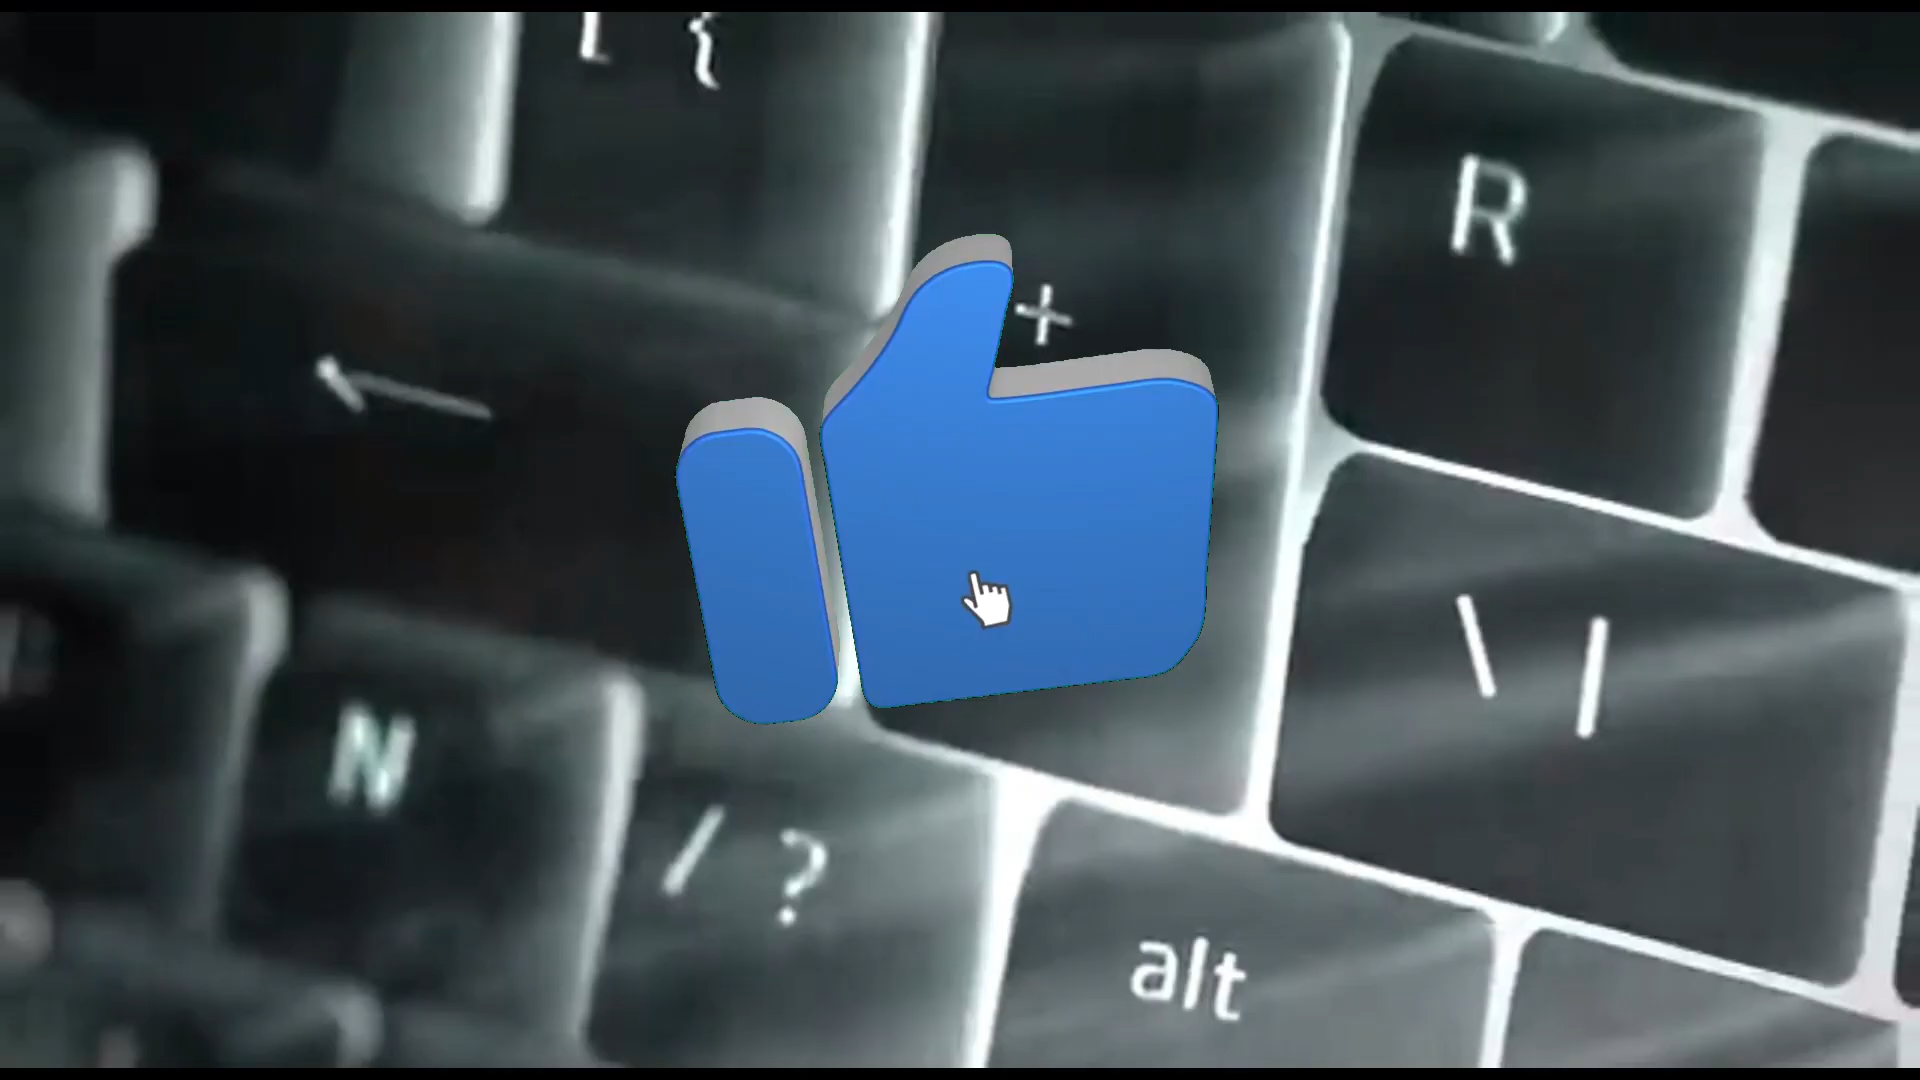 [ {
+
R
←
\ |
N
/ ?
alt